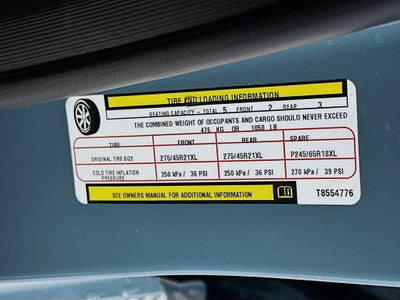 TIRE AND LOADING INFORMATION
SEATING CAPACITY - TOTAL 5 FRONT 2 REAR 3
THE COMBINED WEIGHT OF OCCUPANTS AND CARGO SHOULD NEVER EXCEED
476 KG OR 1050 LB
TIRE FRONT REAR SPARE
ORIGINAL TIRE SIZE 275/45R21XL 275/45R21XL P245/65R18XL
COLD TIRE INFLATION PRESSURE 250 kPa / 36 PSI 250 kPa / 36 PSI 270 kPa / 39 PSI
SEE OWNERS MANUAL FOR ADDITIONAL INFORMATION T8554776